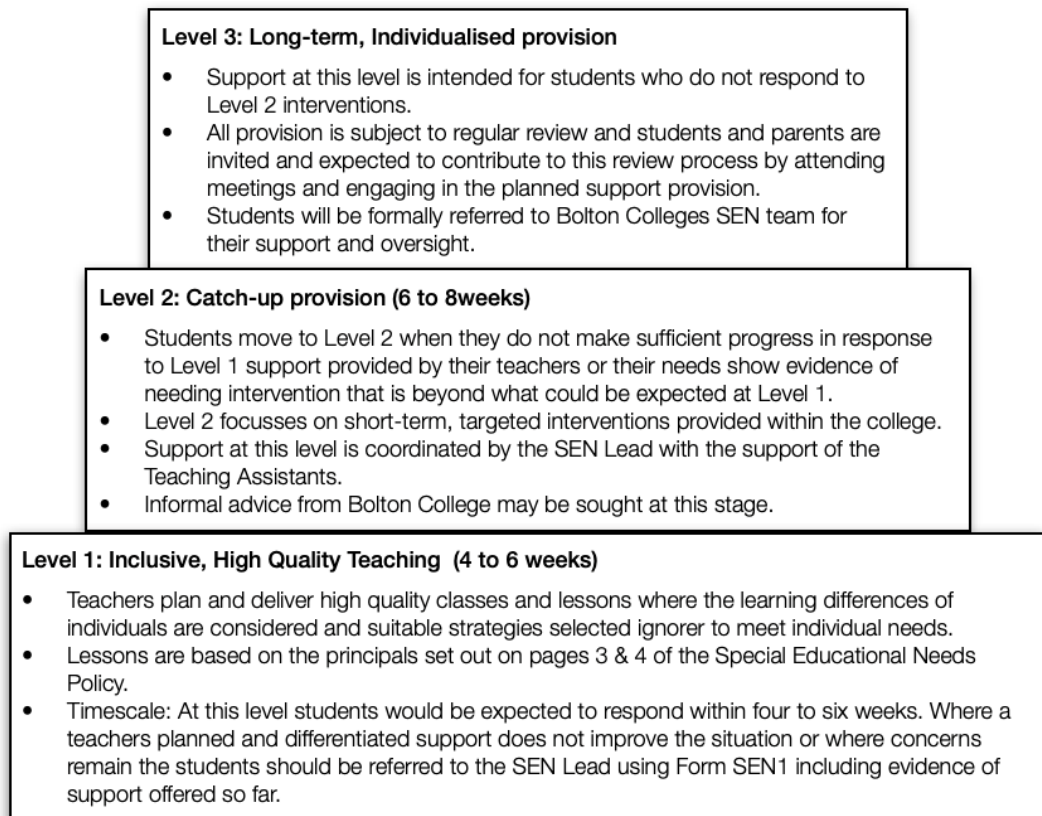 Level 3: Long-term, Individualised provision
• Support at this level is intended for students who do not respond to
Level 2 interventions.
• All provision is subject to regular review and students and parents are
invited and expected to contribute to this review process by attending
meetings and engaging in the planned support provision.
• Students will be formally referred to Bolton Colleges SEN team for
their support and oversight.
Level 2: Catch-up provision (6 to 8weeks)
• Students move to Level 2 when they do not make sufficient progress in response
to Level 1 support provided by their teachers or their needs show evidence of
needing intervention that is beyond what could be expected at Level 1.
• Level 2 focusses on short-term, targeted interventions provided within the college.
• Support at this level is coordinated by the SEN Lead with the support of the
Teaching Assistants.
• Informal advice from Bolton College may be sought at this stage.
Level 1: Inclusive, High Quality Teaching (4 to 6 weeks)
• Teachers plan and deliver high quality classes and lessons where the learning differences of
individuals are considered and suitable strategies selected ignorer to meet individual needs.
• Lessons are based on the principals set out on pages 3 & 4 of the Special Educational Needs
Policy.
• Timescale: At this level students would be expected to respond within four to six weeks. Where a
teachers planned and differentiated support does not improve the situation or where concerns
remain the students should be referred to the SEN Lead using Form SEN1 including evidence of
support offered so far.